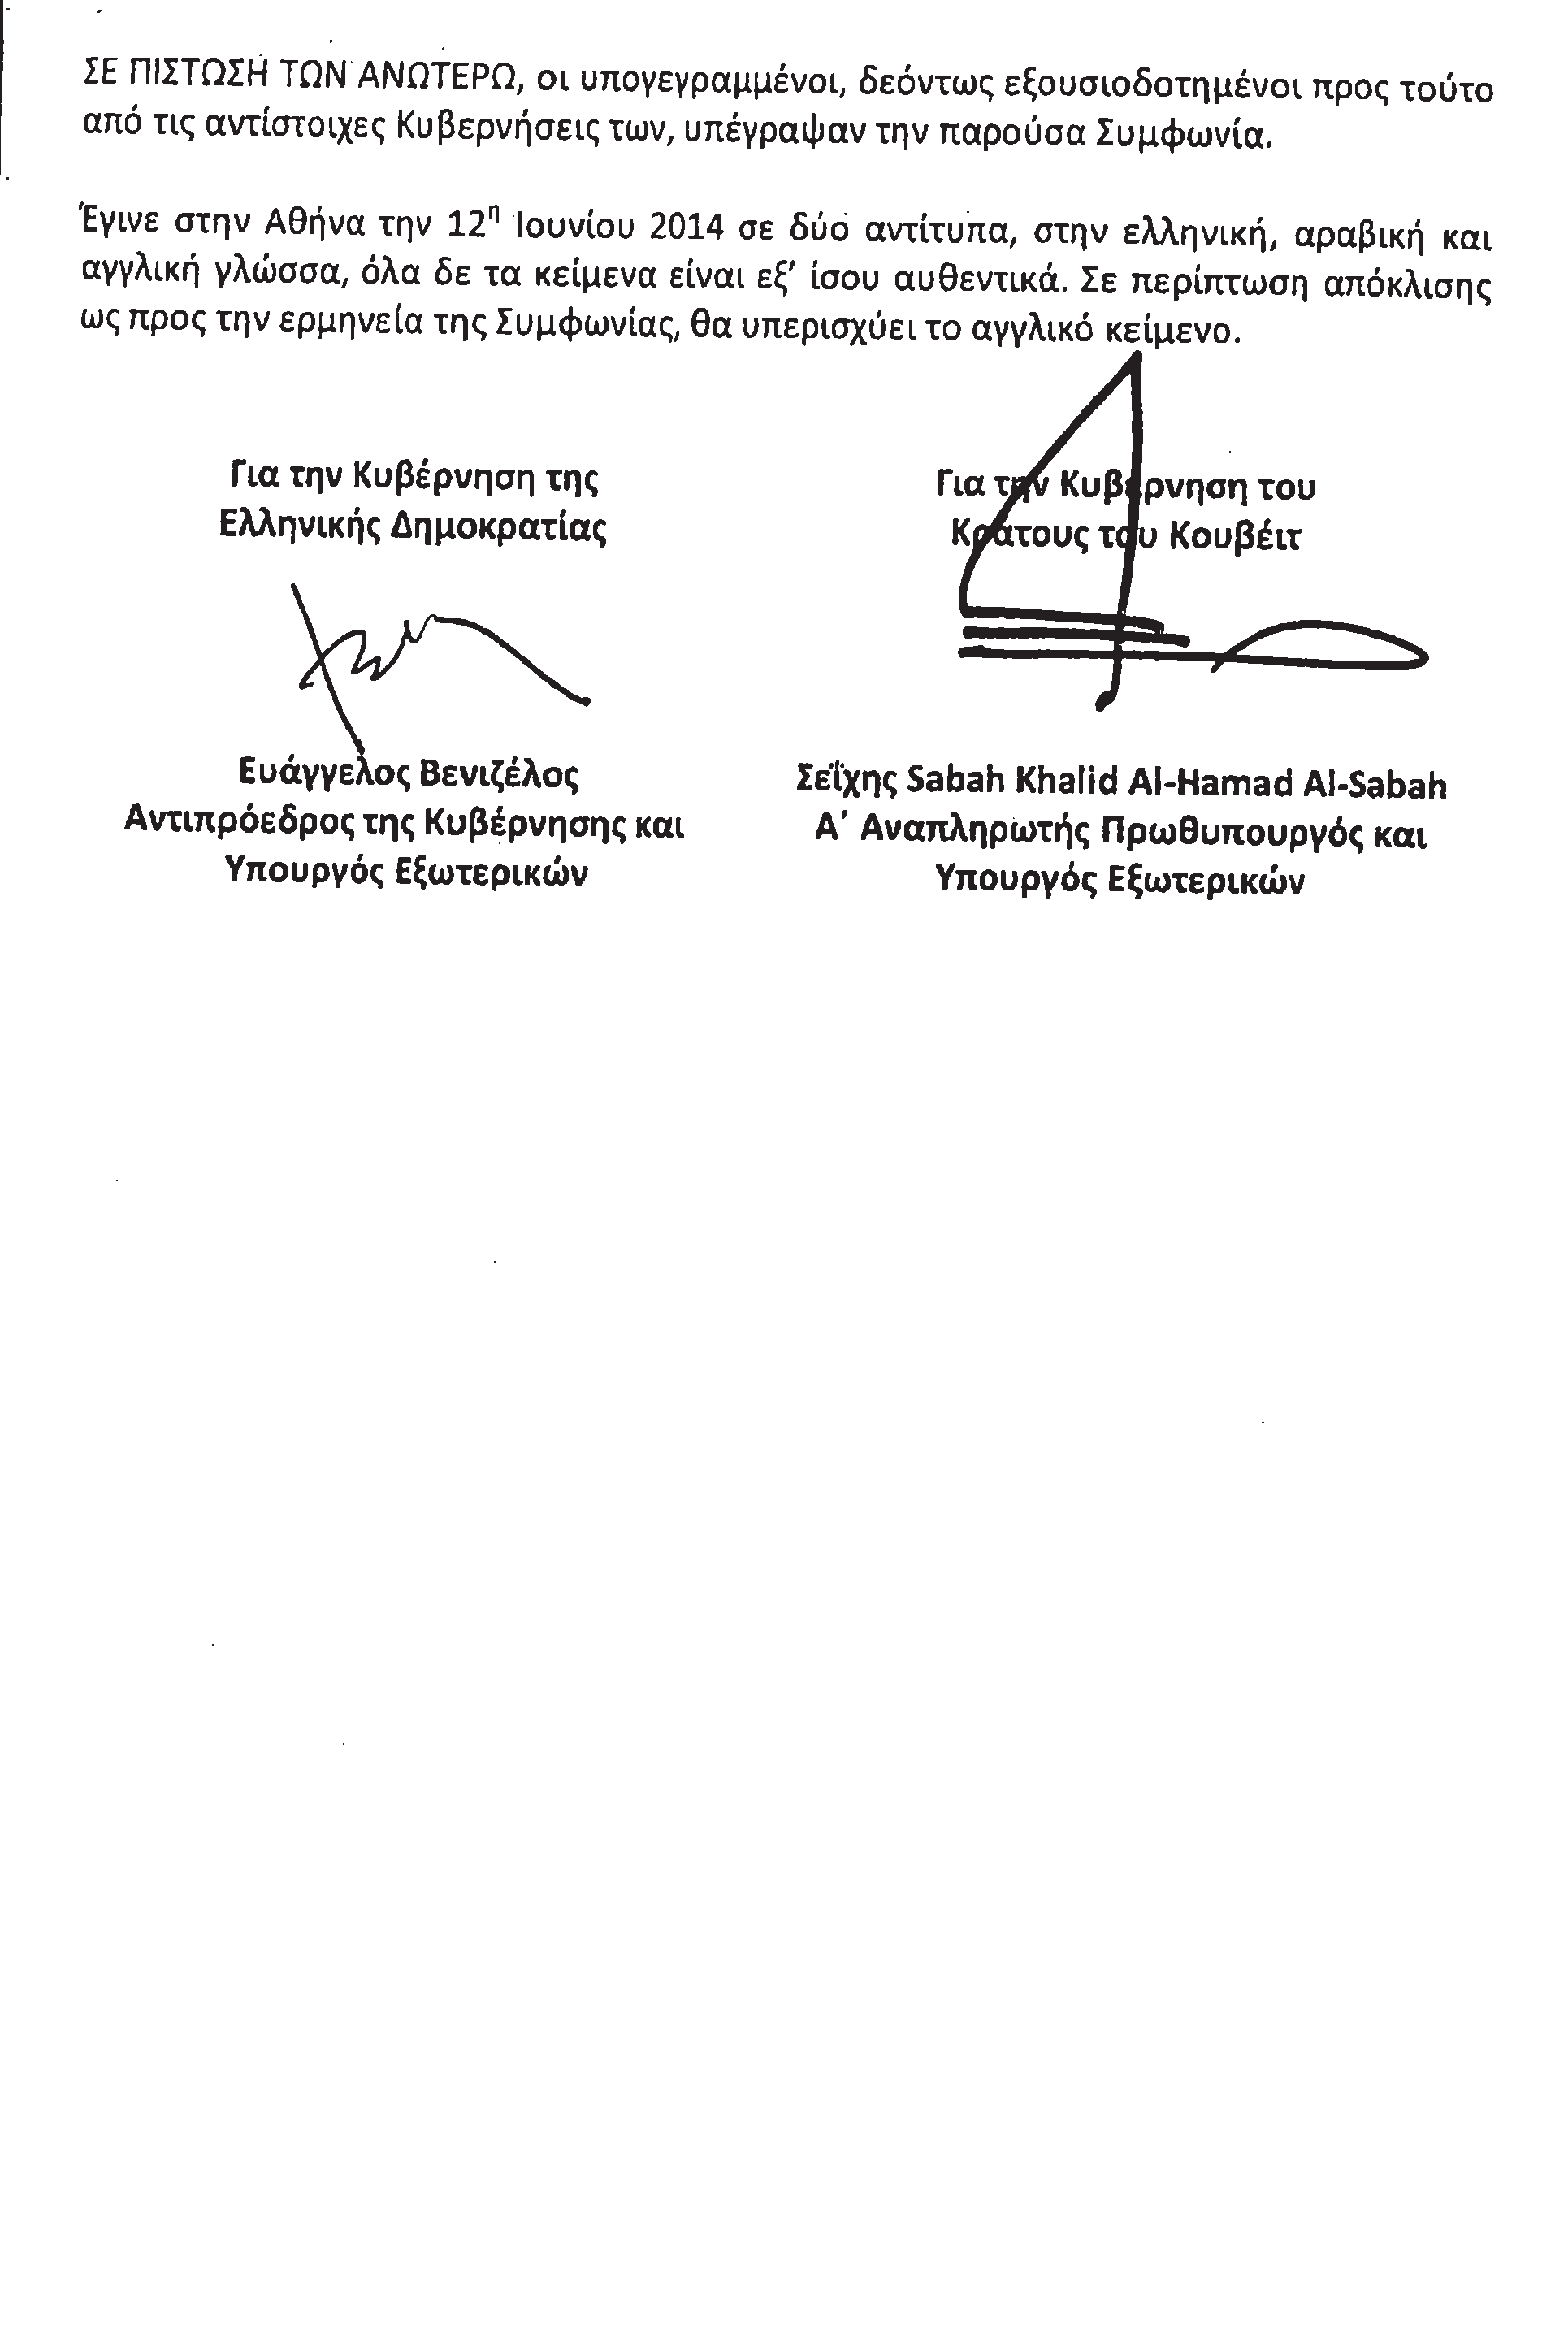 ΣΕ ΠΙΣΤΩΣΗ ΤΩΝ ΑΝΩΤΕΡΩ, οι υπογεγραμμένοι, δεόντως εξουσιοδοτημένοι προς τούτο
από τις αντίστοιχες Κυβερνήσεις των, υπέγραψαν την παρούσα Συμφωνία.
Έγινε στην Αθήνα την 12η Ιουνίου 2014 σε δύο αντίτυπα, στην ελληνική, αραβική και
αγγλική γλώσσα, όλα δε τα κείμενα είναι εξ’ ίσου αυθεντικά. Σε περίπτωση απόκλισης
ως προς την ερμηνεία της Συμφωνίας, θα υπερισχύει το αγγλικό κείμενο.
Για την Κυβέρνηση της
Ελληνικής Δημοκρατίας
Ευάγγελος Βενιζέλος
Αντιπρόεδρος της Κυβέρνησης και
Υπουργός Εξωτερικών
Για την Κυβέρνηση του
Κράτους του Κουβέιτ
Σεΐχης Sabah Khalid Al-Hamad Al-Sabah
Α’ Αναπληρωτής Πρωθυπουργός και
Υπουργός Εξωτερικών